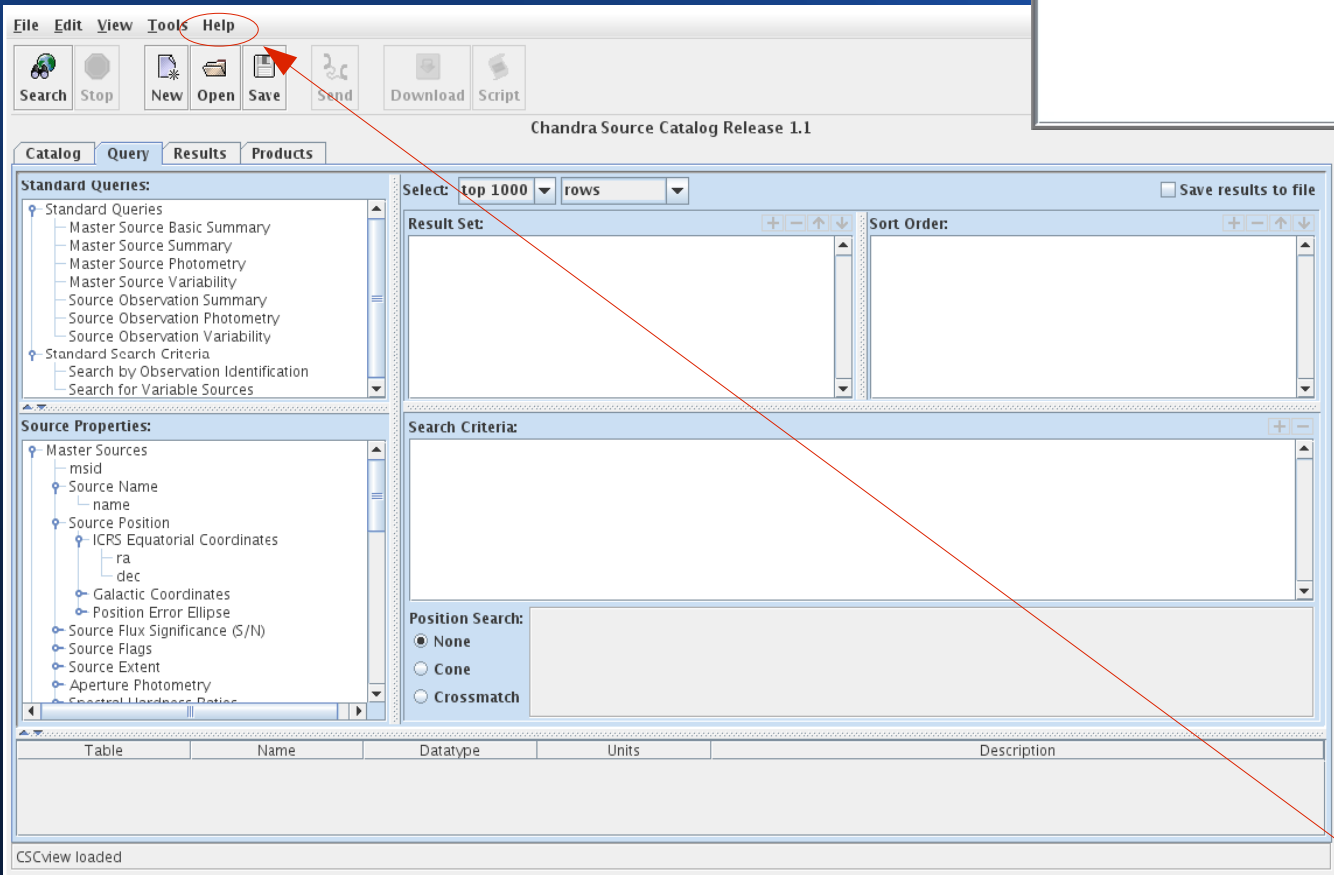 File Edit View Tools Help
Search Stop New Open Save Send Download Script
Chandra Source Catalog Release 1.1
Catalog Query Results Products
Standard Queries:
Standard Queries
Master Source Basic Summary
Master Source Summary
Master Source Photometry
Master Source Variability
Source Observation Summary
Source Observation Photometry
Source Observation Variability
Standard Search Criteria
Search by Observation Identification
Search for Variable Sources
Source Properties:
Master Sources
msid
Source Name
name
Source Position
ICRS Equatorial Coordinates
ra
dec
Galactic Coordinates
Position Error Ellipse
Source Flux Significance (S/N)
Source Flags
Source Extent
Aperture Photometry
Spectral Hardness Ratios
Select: top 1000 rows
Save results to file
Result Set:
Sort Order:
Search Criteria:
Position Search:
None
Cone
Crossmatch
Table Name Datatype Units Description
CSCview loaded